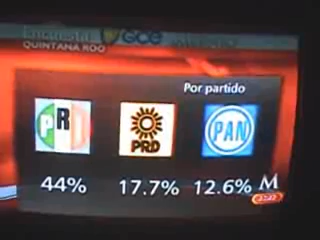 Encuesta GCE
QUINTANA ROO
Por partido
PRI PRD PAN
44% 17.7% 12.6% M